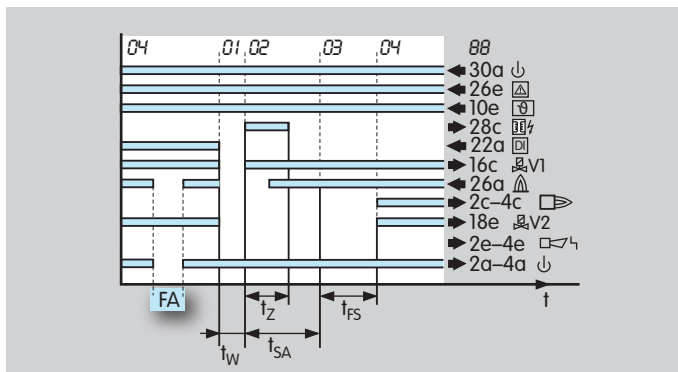 04 01 02 03 04 88
30a
26e
10e
28c
22a DI
16c V1
26a
2c–4c
18e V2
2e–4e
2a–4a
t
FA
tZ tFS
tW tSA